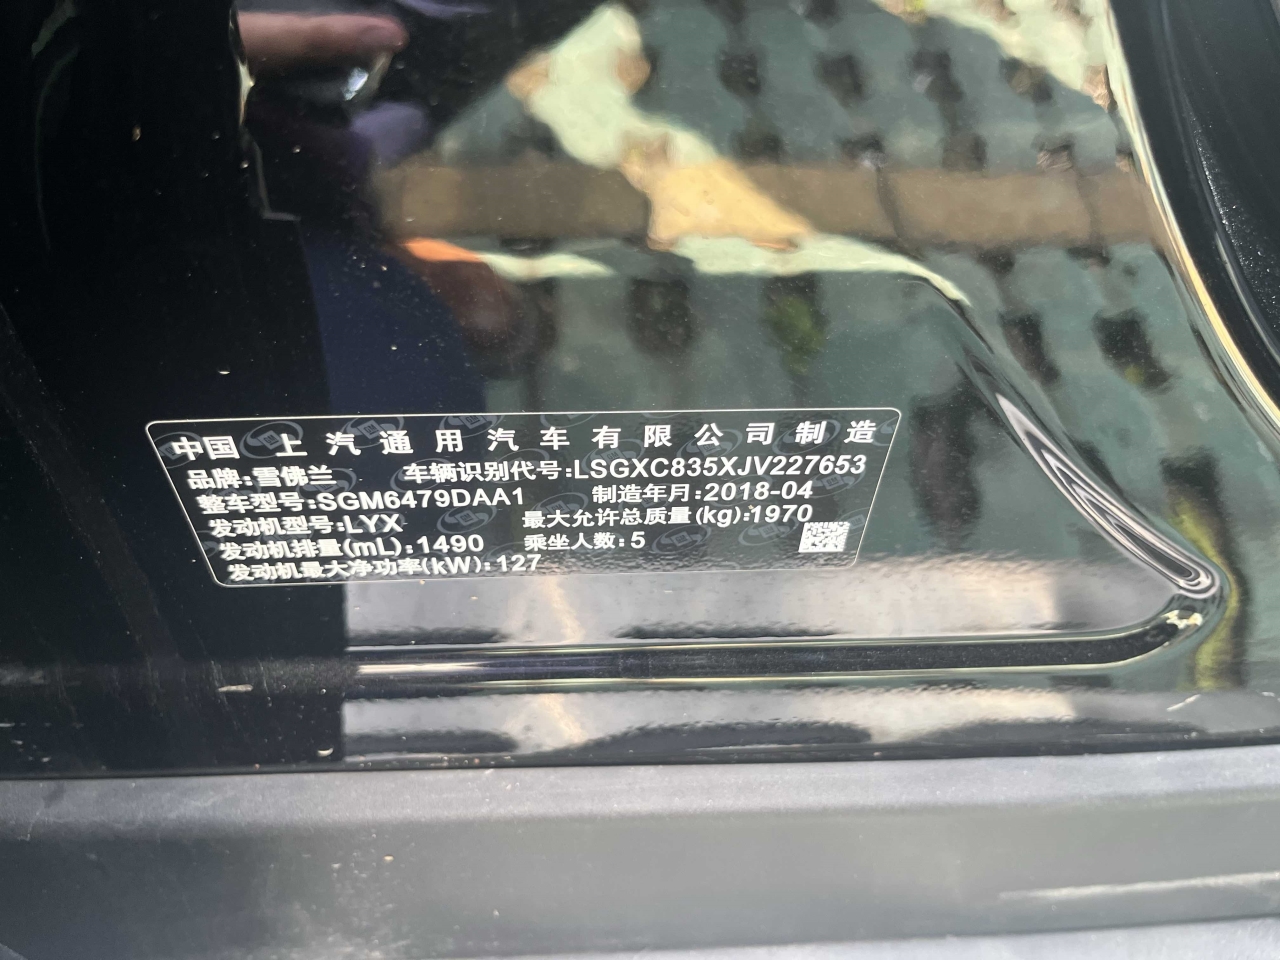 中国 上汽通用汽车有限公司制造
品牌:雪佛兰 车辆识别代号:LSGXC835XJV227653
整车型号:SGM6479DAA1 制造年月:2018-04
发动机型号:LYX 最大允许总质量(kg):1970
发动机排量(mL):1490 乘坐人数:5
发动机最大净功率(kW):127